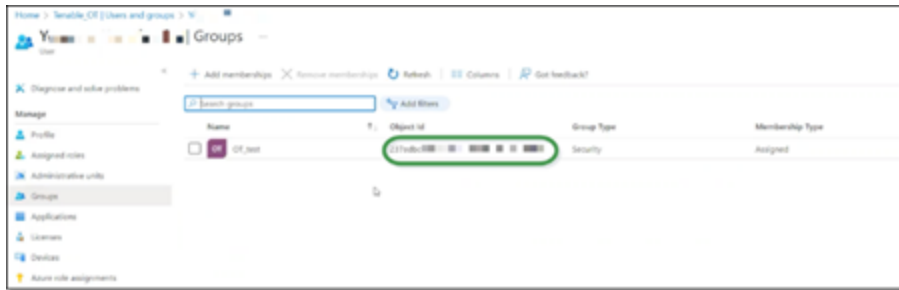 Home > Tenable_OT | Users and groups >
| Groups
User
Add memberships Remove memberships Refresh Columns Got feedback?
Diagnose and solve problems
Search groups Add filters
Manage
Name Object Id Group Type Membership Type
Profile
OT OT_test Security Assigned
Assigned roles
Administrative units
Groups
Applications
Licenses
Devices
Azure role assignments